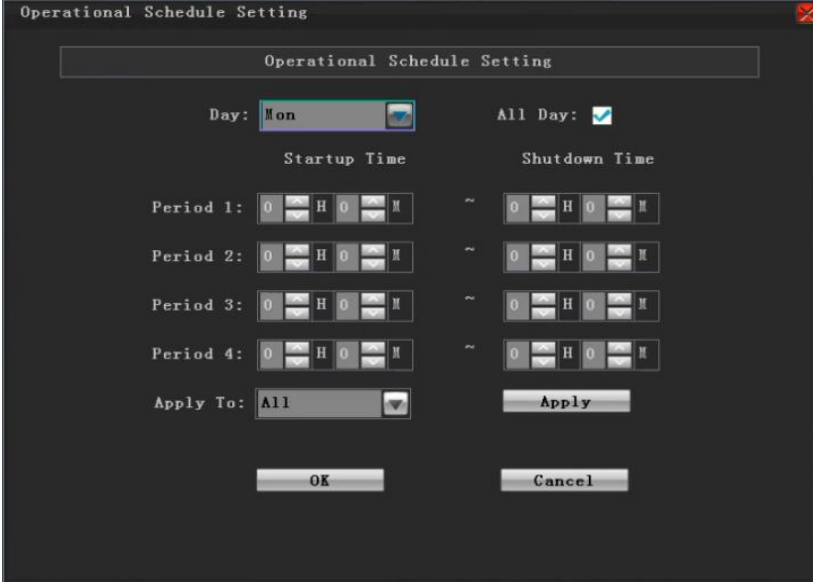 Operational Schedule Setting
Operational Schedule Setting
Day: Mon All Day:
Startup Time Shutdown Time
Period 1: 0 H 0 M ~ 0 H 0 M
Period 2: 0 H 0 M ~ 0 H 0 M
Period 3: 0 H 0 M ~ 0 H 0 M
Period 4: 0 H 0 M ~ 0 H 0 M
Apply To: All Apply
OK Cancel